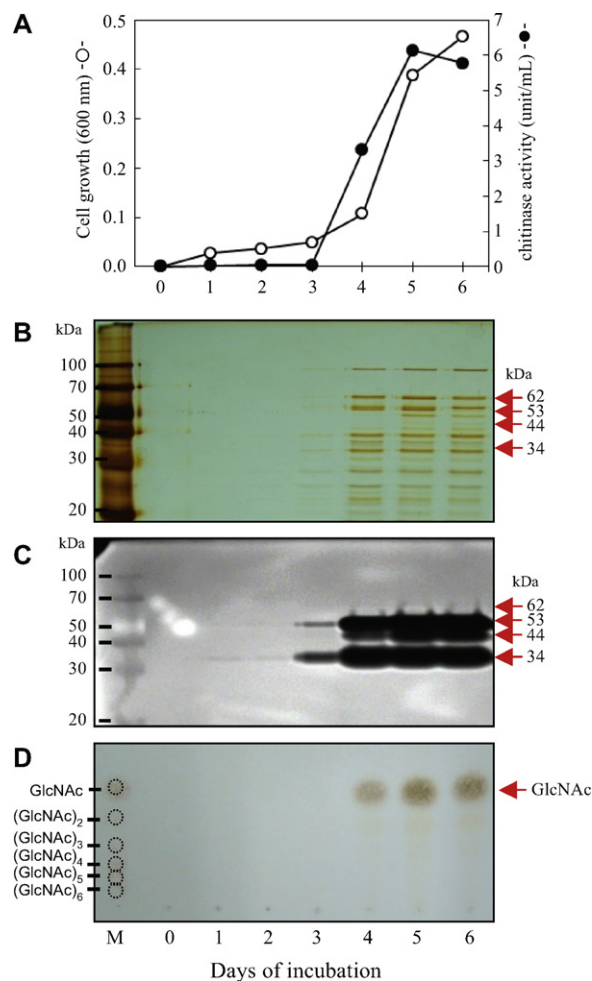 A
Cell growth (600 nm) -O-
0.5
0.4
0.3
0.2
0.1
0.0
7
6
5
4
3
2
1
0
chitinase activity (unit/mL) -●-
0 1 2 3 4 5 6
B
kDa
100
70
50
40
30
20
kDa
62
53
44
34
C
kDa
100
70
50
40
30
20
kDa
62
53
44
34
D
GlcNAc
(GlcNAc)2
(GlcNAc)3
(GlcNAc)4
(GlcNAc)5
(GlcNAc)6
GlcNAc
M 0 1 2 3 4 5 6
Days of incubation